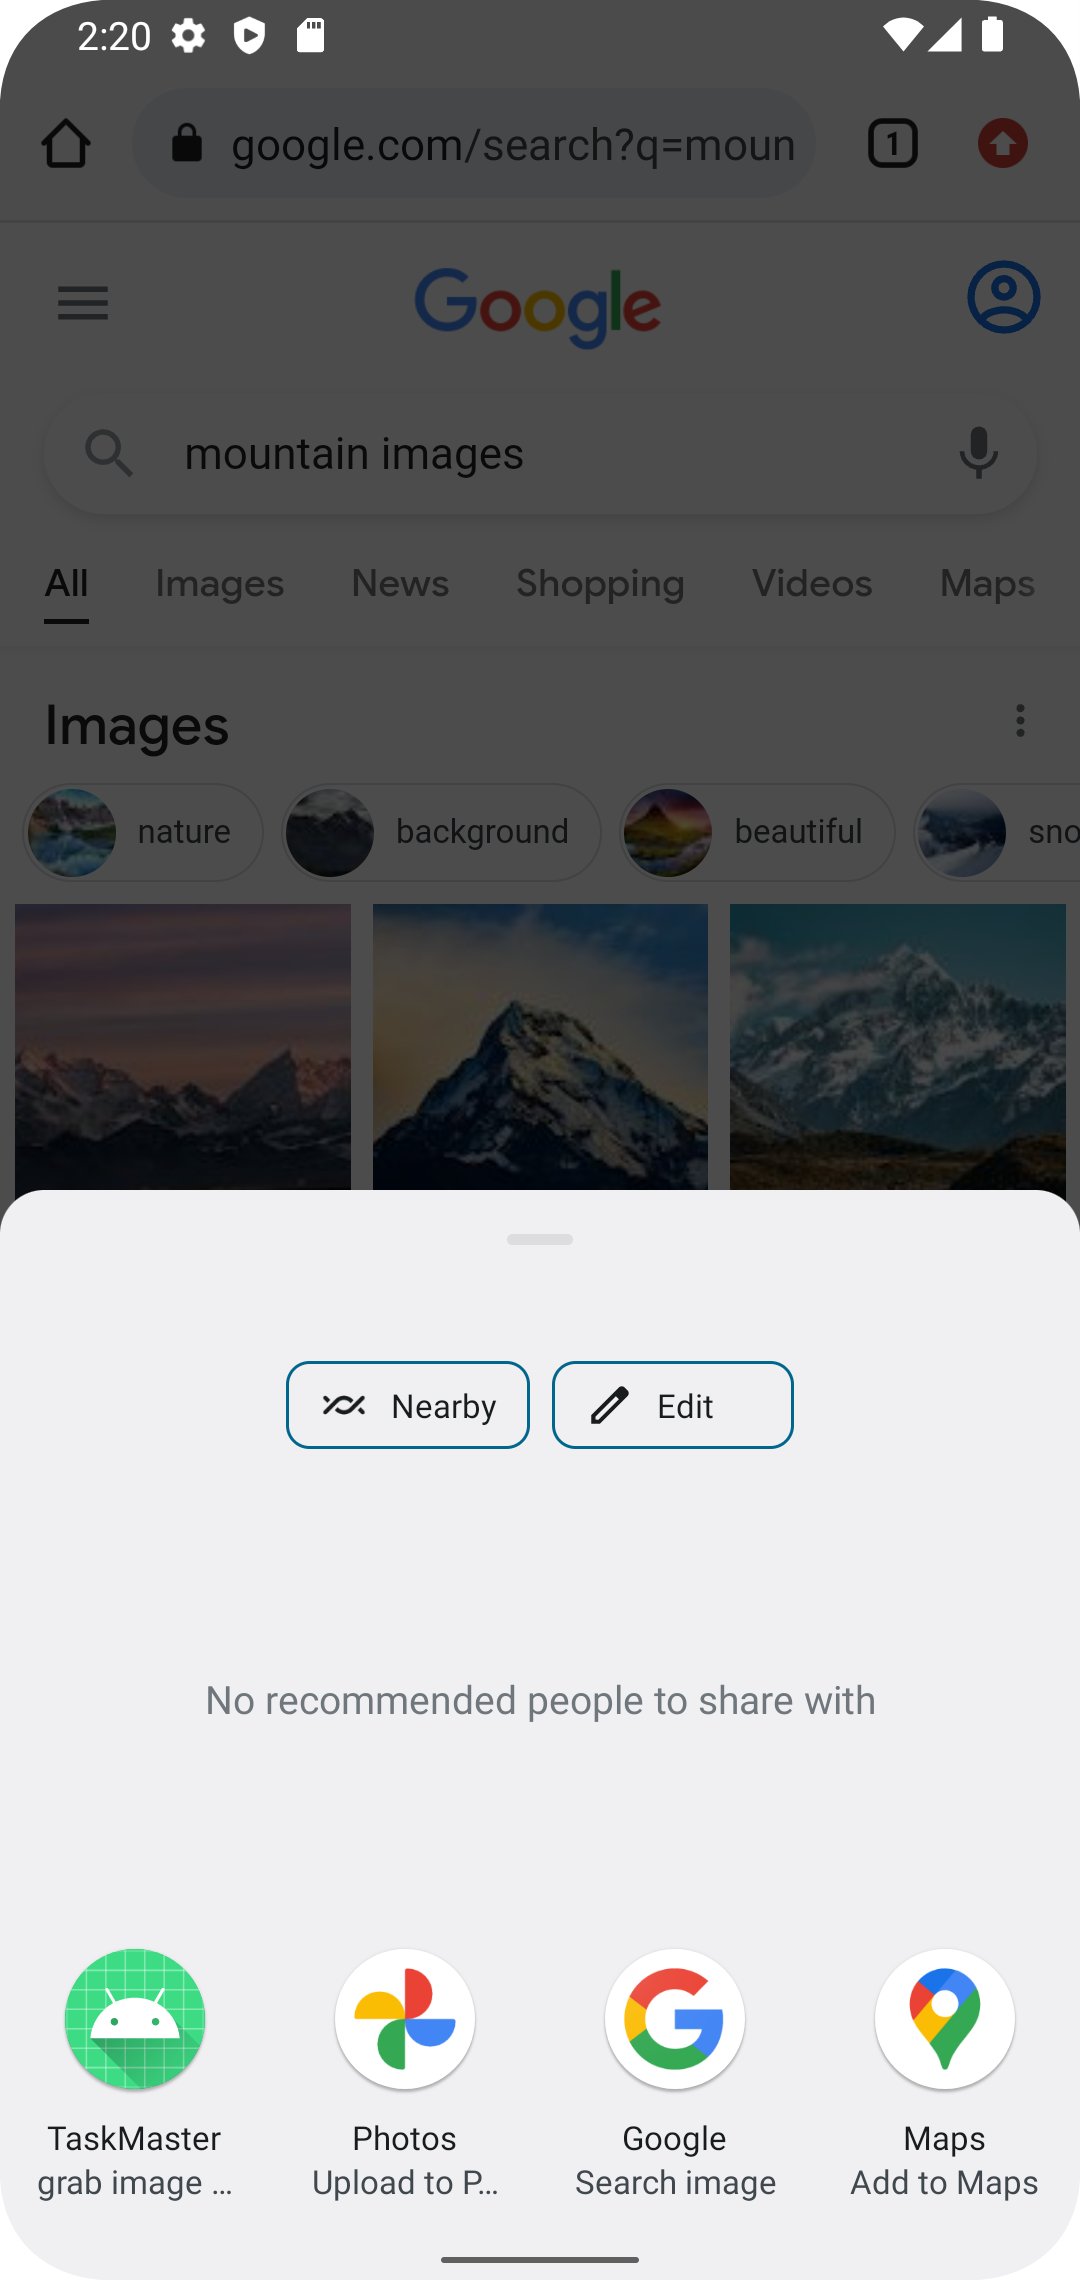 2:20
google.com/search?q=moun
1
Google
mountain images
All Images News Shopping Videos Maps
Images
nature background beautiful sno
Nearby Edit
No recommended people to share with
TaskMaster Photos Google Maps
grab image ... Upload to P... Search image Add to Maps